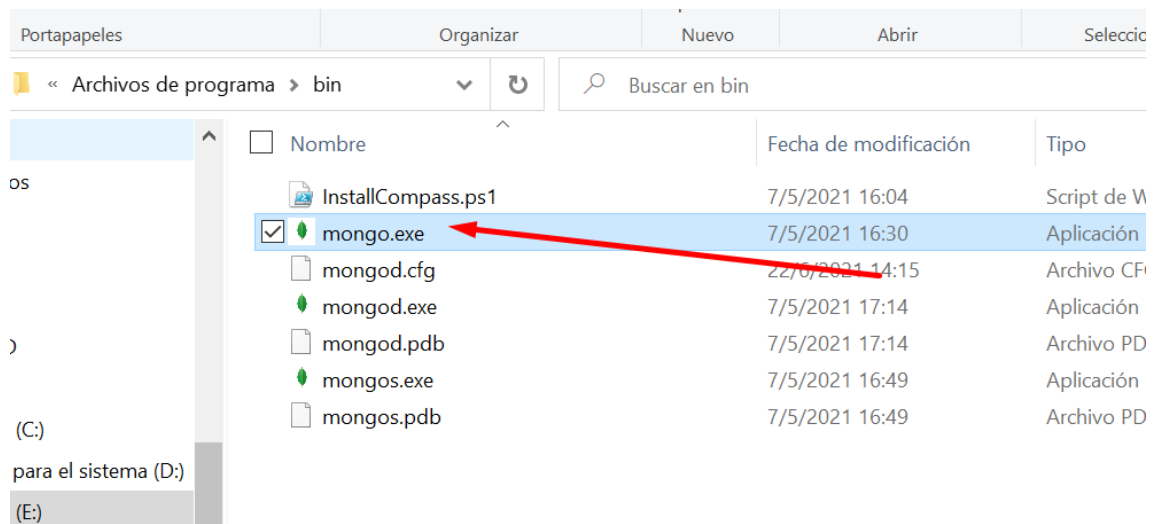 Portapapeles Organizar Nuevo Abrir Seleccio
« Archivos de programa > bin Buscar en bin
Nombre Fecha de modificación Tipo
os InstallCompass.ps1 7/5/2021 16:04 Script de W
mongo.exe 7/5/2021 16:30 Aplicación
mongod.cfg 22/6/2021 14:15 Archivo CF
mongod.exe 7/5/2021 17:14 Aplicación
mongod.pdb 7/5/2021 17:14 Archivo PD
mongos.exe 7/5/2021 16:49 Aplicación
mongos.pdb 7/5/2021 16:49 Archivo PD
(C:)
para el sistema (D:)
(E:)